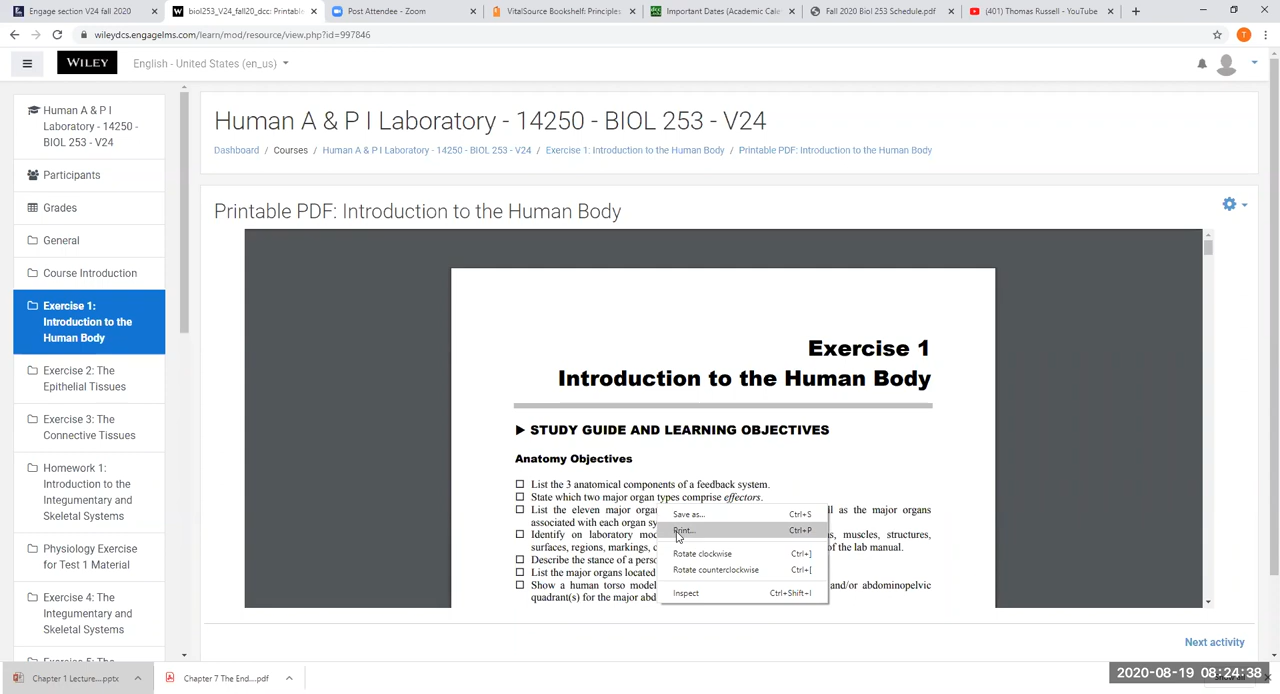 Engage section V24 fall 2020
biol253_V24_fall20_dcc: Printable
Post Attendee - Zoom
VitalSource Bookshelf: Principles
Important Dates (Academic Cale
Fall 2020 Biol 253 Schedule.pdf
(401) Thomas Russell - YouTube
wileydcs.engagelms.com/learn/mod/resource/view.php?id=997846
T
WILEY
English - United States (en_us)
Human A & P I
Laboratory - 14250 -
BIOL 253 - V24
Participants
Grades
General
Course Introduction
Exercise 1:
Introduction to the
Human Body
Exercise 2: The
Epithelial Tissues
Exercise 3: The
Connective Tissues
Homework 1:
Introduction to the
Integumentary and
Skeletal Systems
Physiology Exercise
for Test 1 Material
Exercise 4: The
Integumentary and
Skeletal Systems
Human A & P I Laboratory - 14250 - BIOL 253 - V24
Dashboard / Courses / Human A & P I Laboratory - 14250 - BIOL 253 - V24 / Exercise 1: Introduction to the Human Body / Printable PDF: Introduction to the Human Body
Printable PDF: Introduction to the Human Body
Exercise 1
Introduction to the Human Body
STUDY GUIDE AND LEARNING OBJECTIVES
Anatomy Objectives
List the 3 anatomical components of a feedback system.
State which two major organ types comprise effectors.
List the eleven major organ as the major organs
associated with each organ sy
Identify on laboratory mod s, muscles, structures,
surfaces, regions, markings, of the lab manual.
Describe the stance of a perso
List the major organs located
Show a human torso model and/or abdominopelvic
quadrant(s) for the major abd
Save as... Ctrl+S
Print... Ctrl+P
Rotate clockwise Ctrl+]
Rotate counterclockwise Ctrl+[
Inspect Ctrl+Shift+I
Next activity
Chapter 1 Lecture....pptx
Chapter 7 The End....pdf
2020-08-19 08:24:38